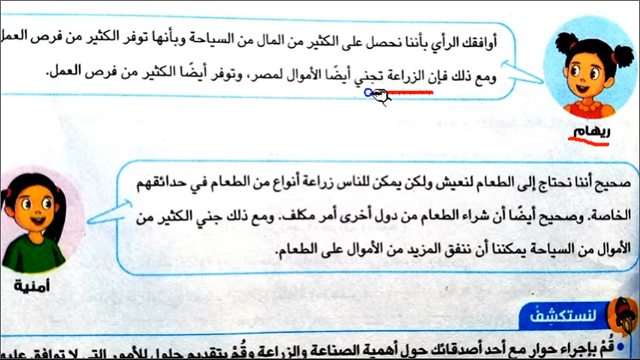 أوافقك الرأي بأننا نحصل على الكثير من المال من السياحة وبأنها توفر الكثير من فرص العمل
ومع ذلك فإن الزراعة تجني أيضًا الأموال لمصر، وتوفر أيضًا الكثير من فرص العمل.
ريهام
صحيح أننا نحتاج إلى الطعام لنعيش ولكن يمكن للناس زراعة أنواع من الطعام في حدائقهم
الخاصة. وصحيح أيضًا أن شراء الطعام من دول أخرى أمر مكلف. ومع ذلك جني الكثير من
الأموال من السياحة يمكننا أن ننفق المزيد من الأموال على الطعام.
أمنية
لنستكشِفْ
• قُمْ بإجراء حوار مع أحد أصدقائك حول أهمية الصناعة والزراعة وقُمْ بتقديم حلول للأمور التي لا توافق عليه